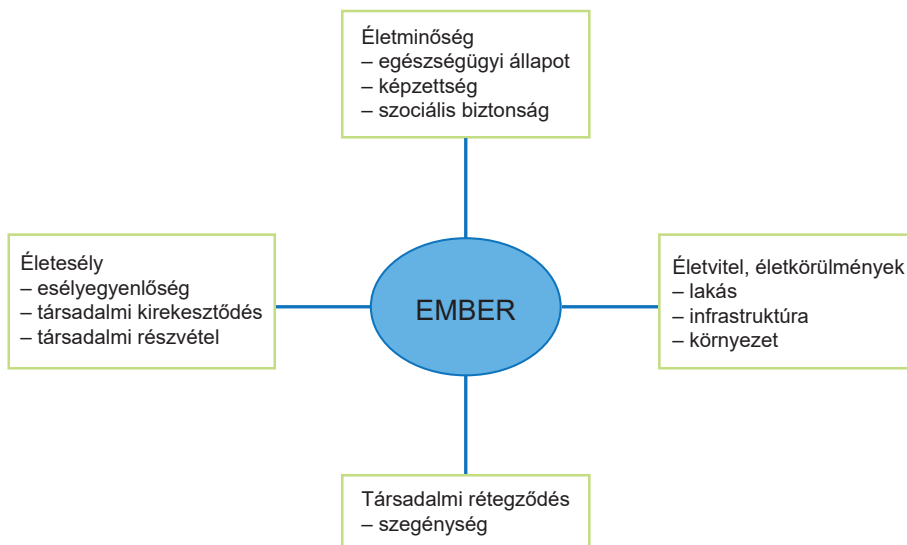 Életminőség
– egészségügyi állapot
– képzettség
– szociális biztonság
Életesély
– esélyegyenlőség
– társadalmi kirekesztődés
– társadalmi részvétel
EMBER
Életvitel, életkörülmények
– lakás
– infrastruktúra
– környezet
Társadalmi rétegződés
– szegénység